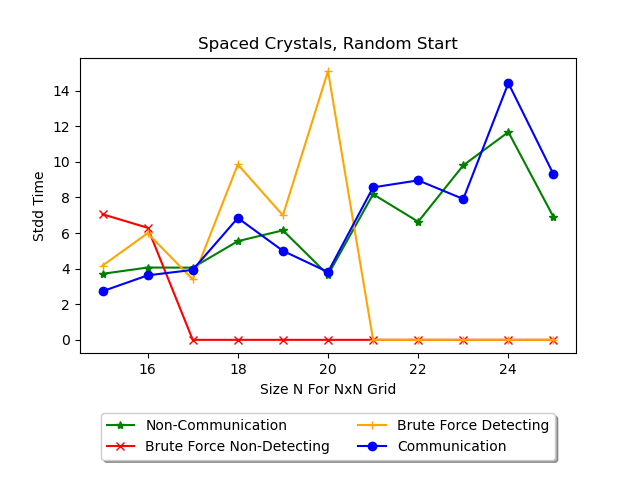 Spaced Crystals, Random Start
14
12
10
8
6
4
2
0
Stdd Time
16 18 20 22 24
Size N For NxN Grid
Non-Communication Brute Force Detecting
Brute Force Non-Detecting Communication